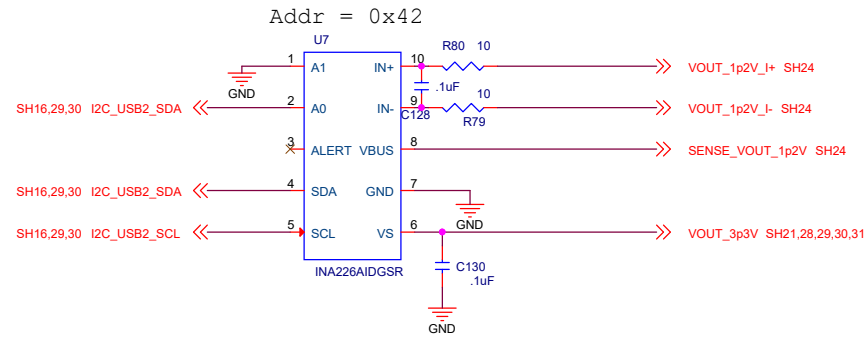 Addr = 0x42
U7
R80 10
1 A1 IN+ 10 VOUT_1p2V_I+ SH24
GND
.1uF
10
SH16,29,30 I2C_USB2_SDA 2 A0 IN- 9 VOUT_1p2V_I- SH24
C128
R79
3 ALERT VBUS 8 SENSE_VOUT_1p2V SH24
SH16,29,30 I2C_USB2_SDA 4 SDA GND 7
GND
SH16,29,30 I2C_USB2_SCL 5 SCL VS 6 VOUT_3p3V SH21,28,29,30,31
INA226AIDGSR
C130
.1uF
GND